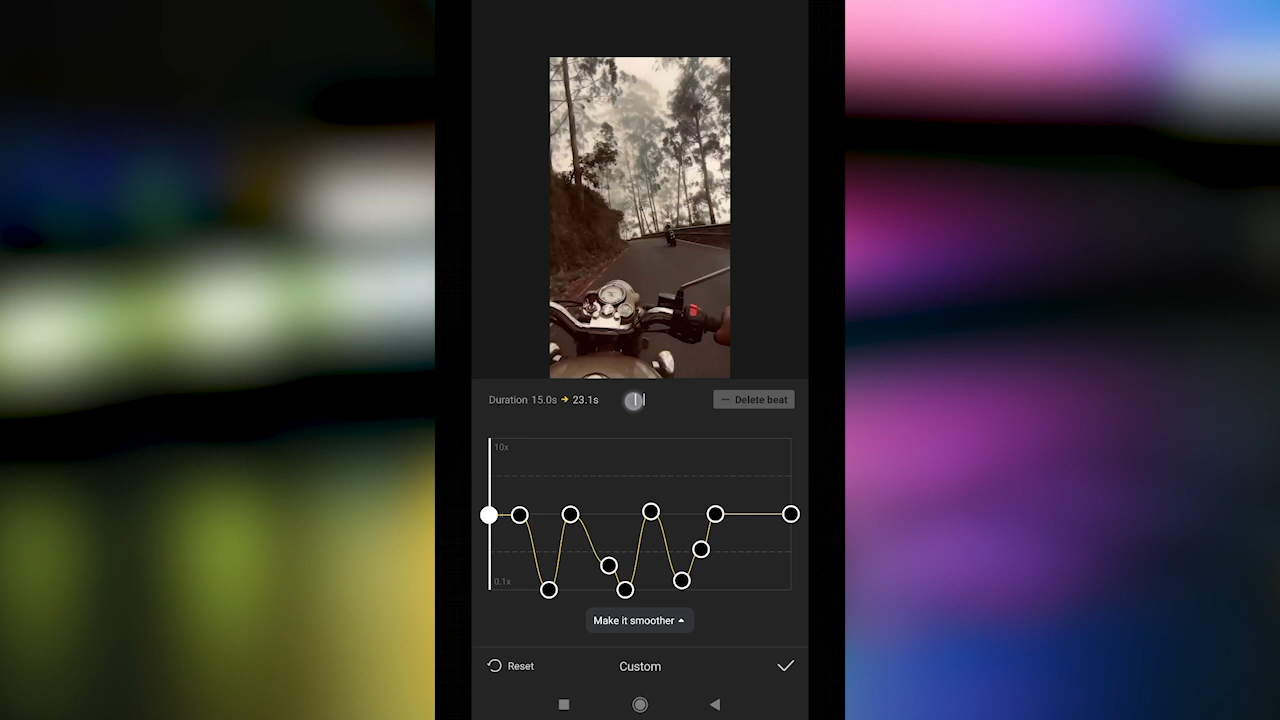 Duration 15.0s → 23.1s
— Delete beat
10x
0.1x
Make it smoother
Reset
Custom